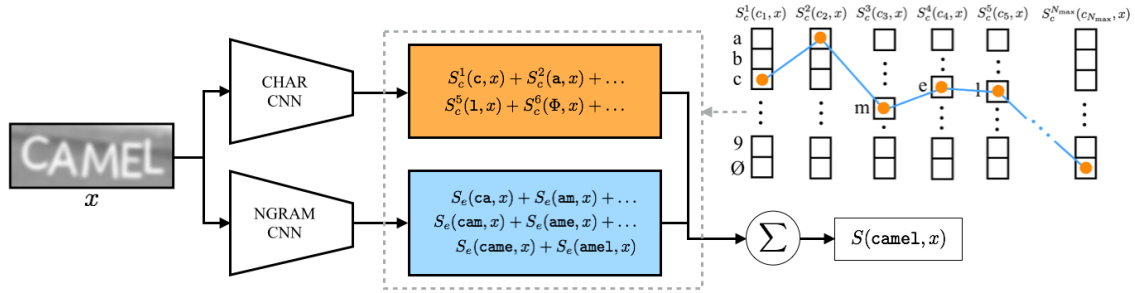 CAMEL
x
CHAR
CNN
NGRAM
CNN
S_c^1(c, x) + S_c^2(a, x) + ...
S_c^5(l, x) + S_c^6(Φ, x) + ...
S_e(ca, x) + S_e(am, x) + ...
S_e(cam, x) + S_e(ame, x) + ...
S_e(came, x) + S_e(amel, x)
S_c^1(c_1, x) S_c^2(c_2, x) S_c^3(c_3, x) S_c^4(c_4, x) S_c^5(c_5, x) S_c^{N_max}(c_{N_max}, x)
a
b
c
m
e
l
9
Ø
Σ
S(camel, x)